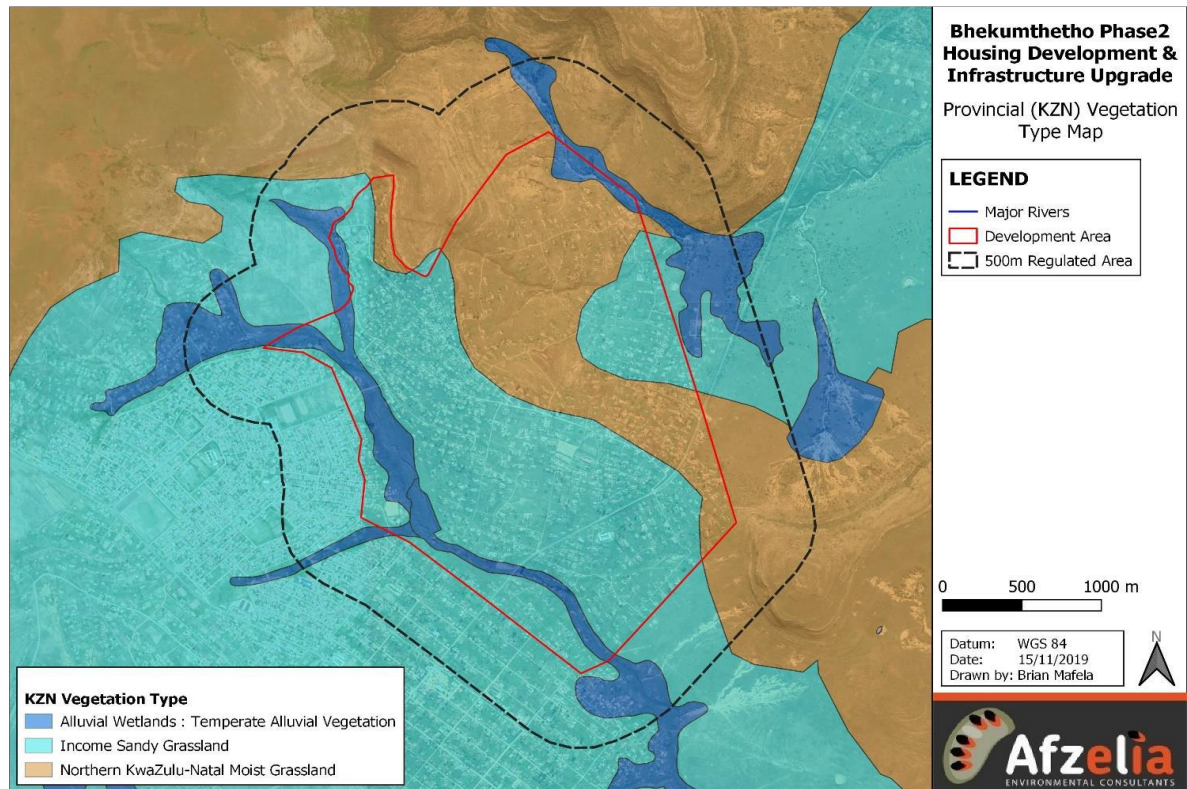 Bhekumthetho Phase2
Housing Development &
Infrastructure Upgrade
Provincial (KZN) Vegetation
Type Map
LEGEND
Major Rivers
Development Area
500m Regulated Area
0 500 1000 m
Datum: WGS 84
Date: 15/11/2019
Drawn by: Brian Mafela
N
KZN Vegetation Type
Alluvial Wetlands : Temperate Alluvial Vegetation
Income Sandy Grassland
Northern KwaZulu-Natal Moist Grassland
Afzelia
ENVIRONMENTAL CONSULTANTS